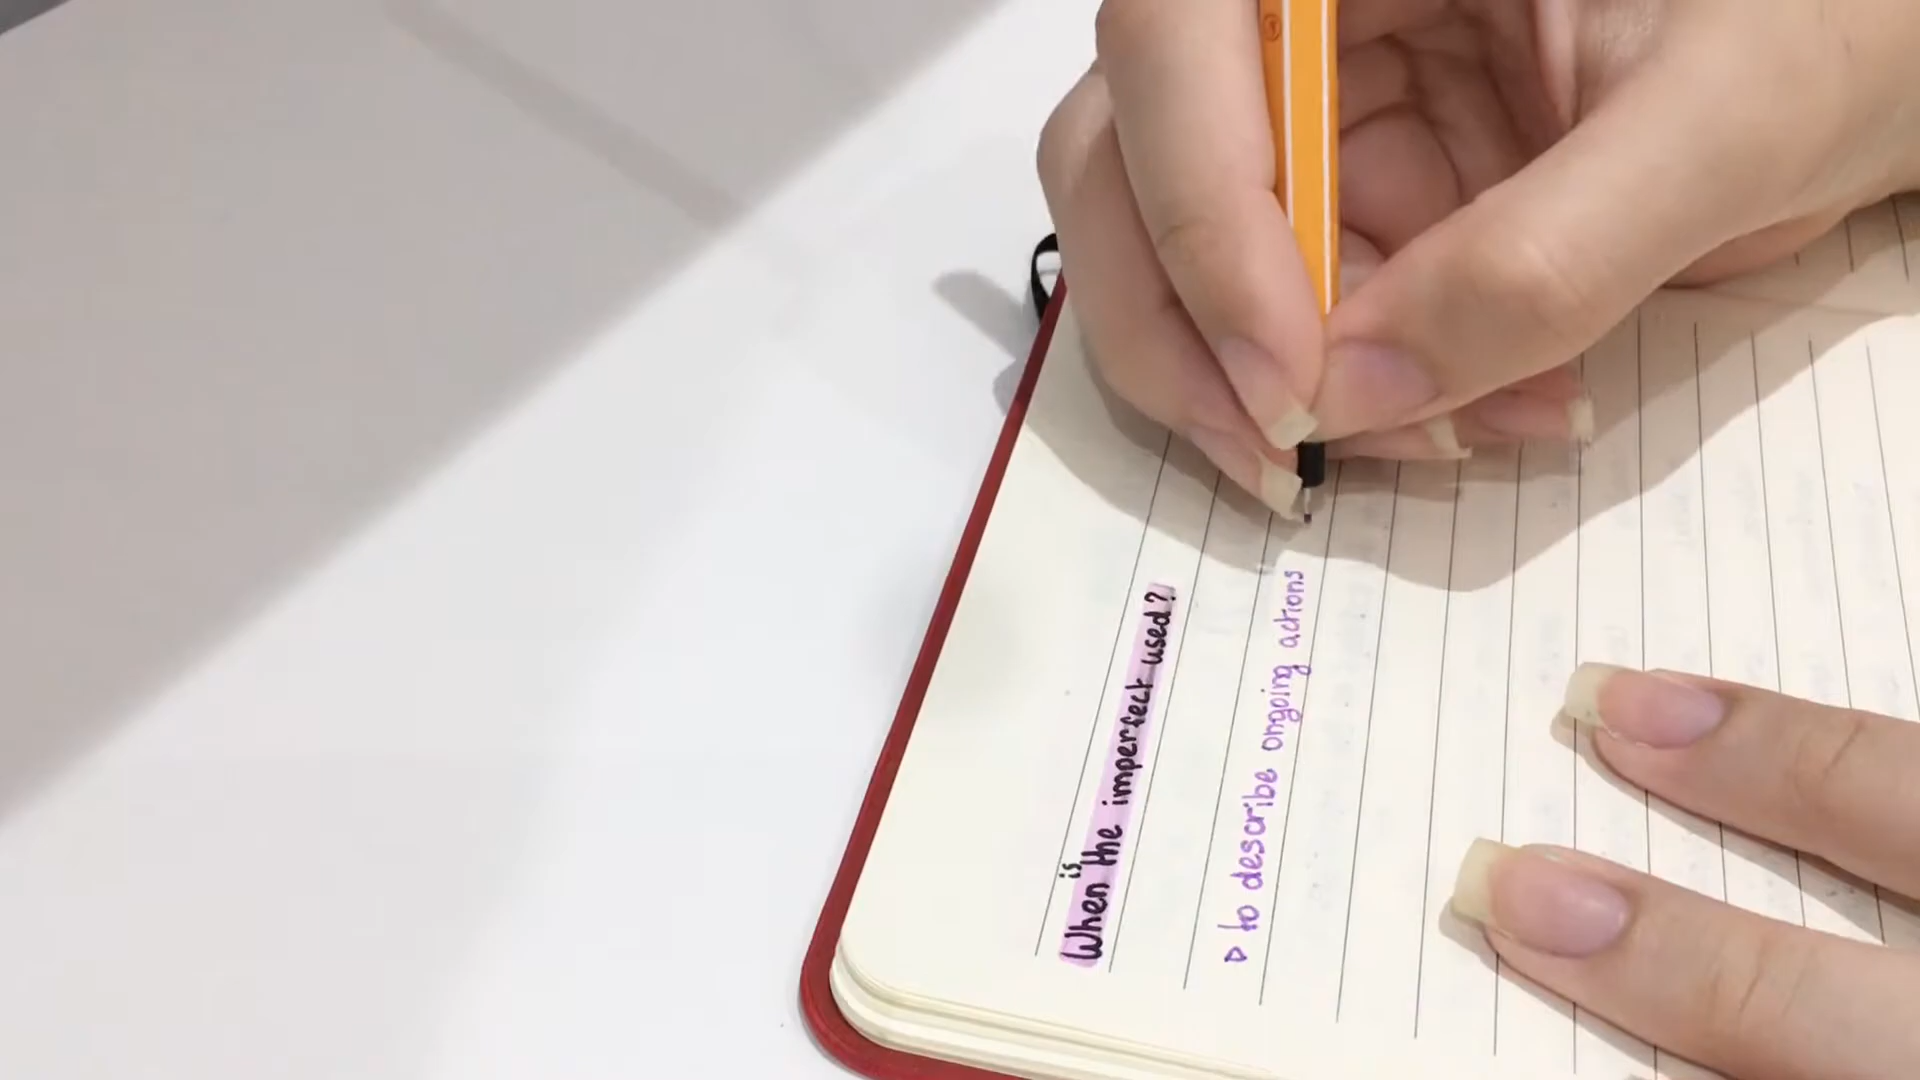 When is the imperfect used?
▷ to describe ongoing actions